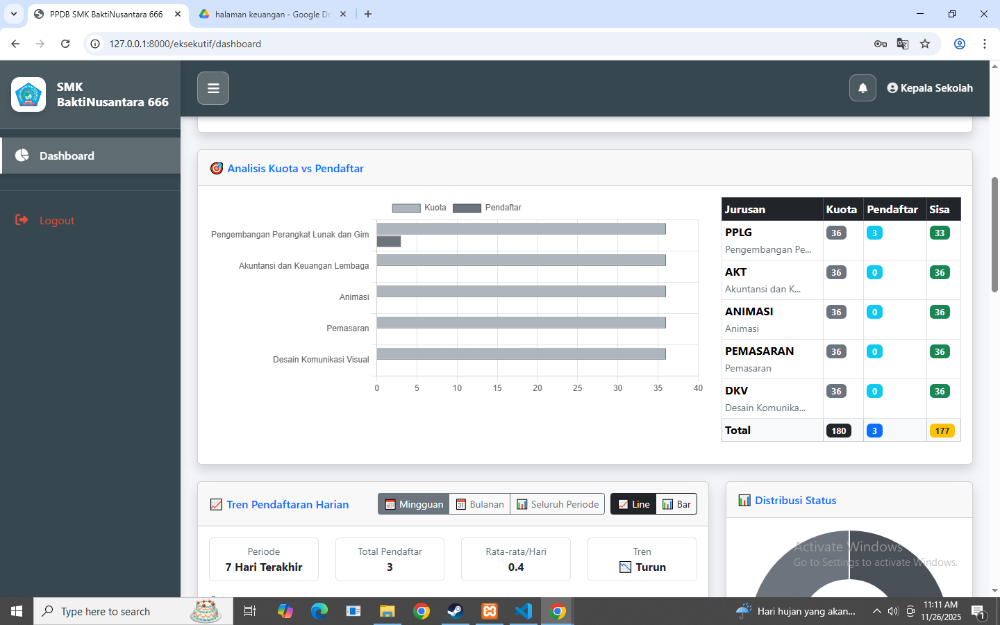 PPDB SMK BaktiNusantara 666
halaman keuangan - Google Dr
127.0.0.1:8000/eksekutif/dashboard
SMK
BaktiNusantara 666
Kepala Sekolah
Dashboard
Logout
Analisis Kuota vs Pendaftar
Kuota Pendaftar
Pengembangan Perangkat Lunak dan Gim
Akuntansi dan Keuangan Lembaga
Animasi
Pemasaran
Desain Komunikasi Visual
0 5 10 15 20 25 30 35 40
Jurusan Kuota Pendaftar Sisa
PPLG 36 3 33
Pengembangan Pe...
AKT 36 0 36
Akuntansi dan K...
ANIMASI 36 0 36
Animasi
PEMASARAN 36 0 36
Pemasaran
DKV 36 0 36
Desain Komunika...
Total 180 3 177
Tren Pendaftaran Harian
Mingguan Bulanan Seluruh Periode Line Bar
Periode
7 Hari Terakhir
Total Pendaftar
3
Rata-rata/Hari
0.4
Tren
Turun
Distribusi Status
Activate Windows
Go to Settings to activate Windows.
Type here to search
Hari hujan yang akan...
11:11 AM
11/26/2025
1